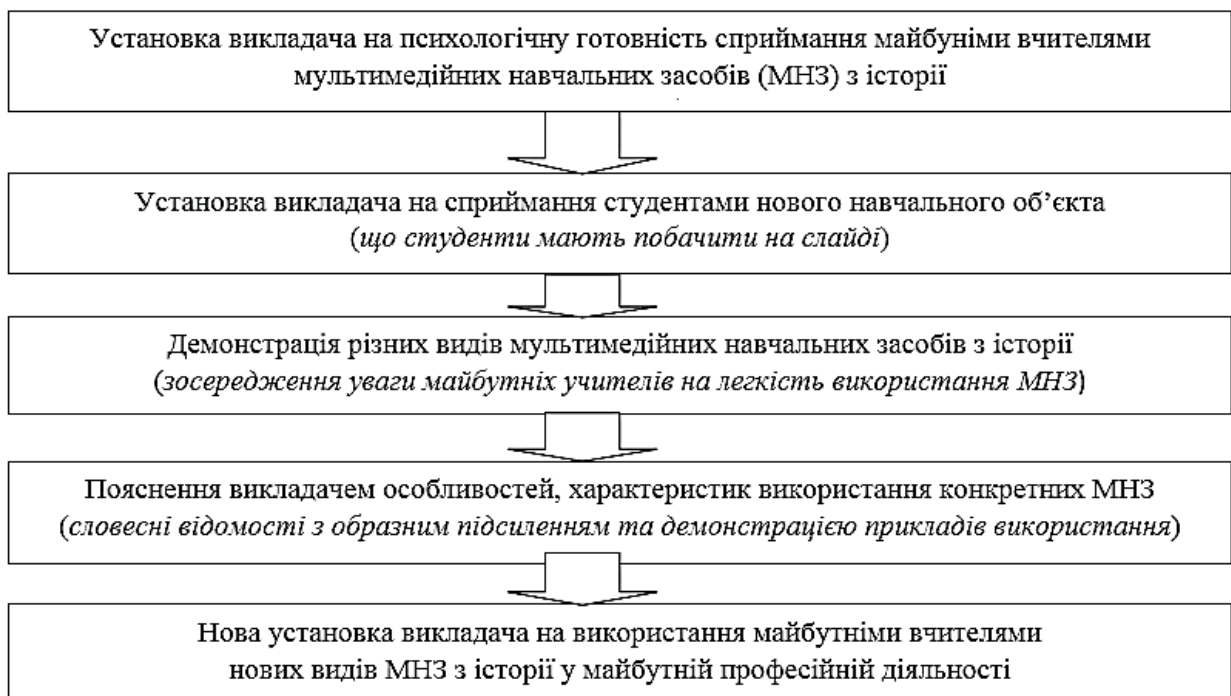 Установка викладача на психологічну готовність сприймання майбуніми вчителями
мультимедійних навчальних засобів (МНЗ) з історії
Установка викладача на сприймання студентами нового навчального об’єкта
(що студенти мають побачити на слайді)
Демонстрація різних видів мультимедійних навчальних засобів з історії
(зосередження уваги майбутніх учителів на легкість використання МНЗ)
Пояснення викладачем особливостей, характеристик використання конкретних МНЗ
(словесні відомості з образним підсиленням та демонстрацією прикладів використання)
Нова установка викладача на використання майбутніми вчителями
нових видів МНЗ з історії у майбутній професійній діяльності